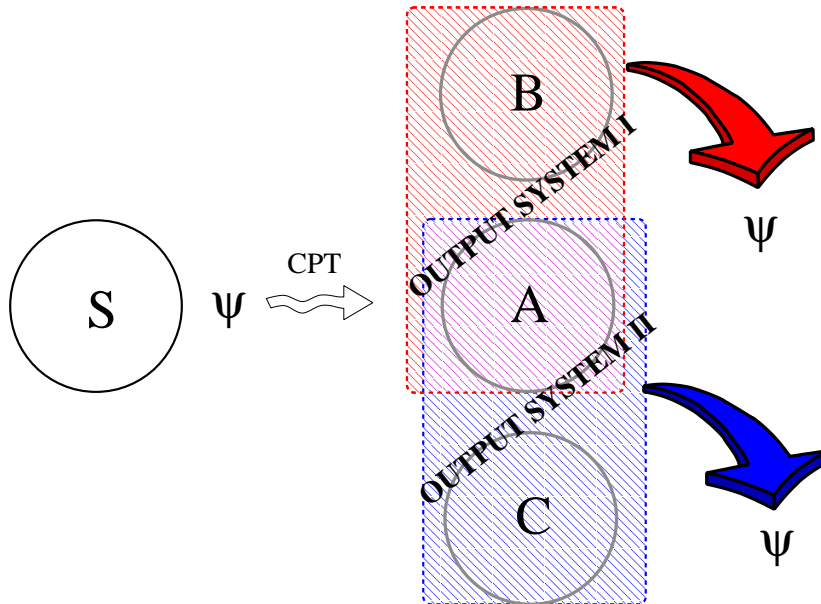 B
OUTPUT SYSTEM I
ψ
CPT
S
ψ
A
OUTPUT SYSTEM II
C
ψ